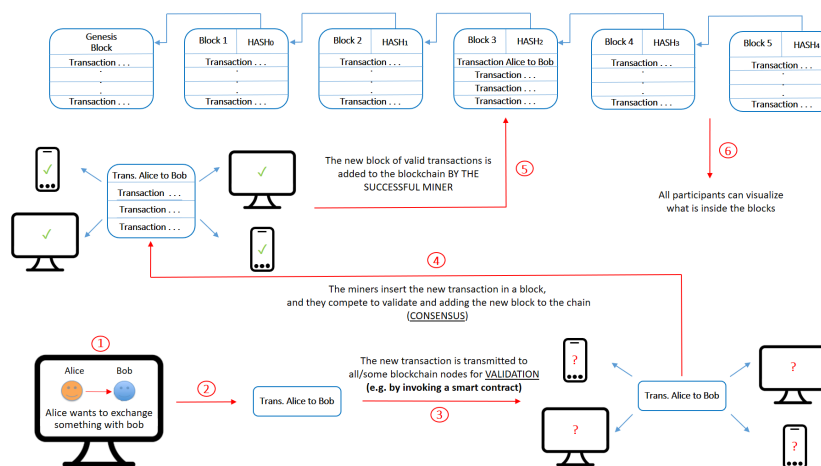 Genesis
Block
Transaction . . .
.
.
Transaction . . .
Block 1 HASH₀
Transaction . . .
.
.
Transaction . . .
Block 2 HASH₁
Transaction . . .
.
.
Transaction . . .
Block 3 HASH₂
Transaction Alice to Bob
Transaction . . .
Transaction . . .
Transaction . . .
Block 4 HASH₃
Transaction . . .
.
.
Transaction . . .
Block 5 HASH₄
Transaction . . .
.
.
Transaction . . .
Trans. Alice to Bob
Transaction . . .
Transaction . . .
Transaction . . .
The new block of valid transactions is
added to the blockchain BY THE
SUCCESSFUL MINER
5
6
All participants can visualize
what is inside the blocks
4
The miners insert the new transaction in a block,
and they compete to validate and adding the new block to the chain
(CONSENSUS)
1
Alice Bob
Alice wants to exchange
something with bob
2
Trans. Alice to Bob
The new transaction is transmitted to
all/some blockchain nodes for VALIDATION
(e.g. by invoking a smart contract)
3
?
?
Trans. Alice to Bob
?
?